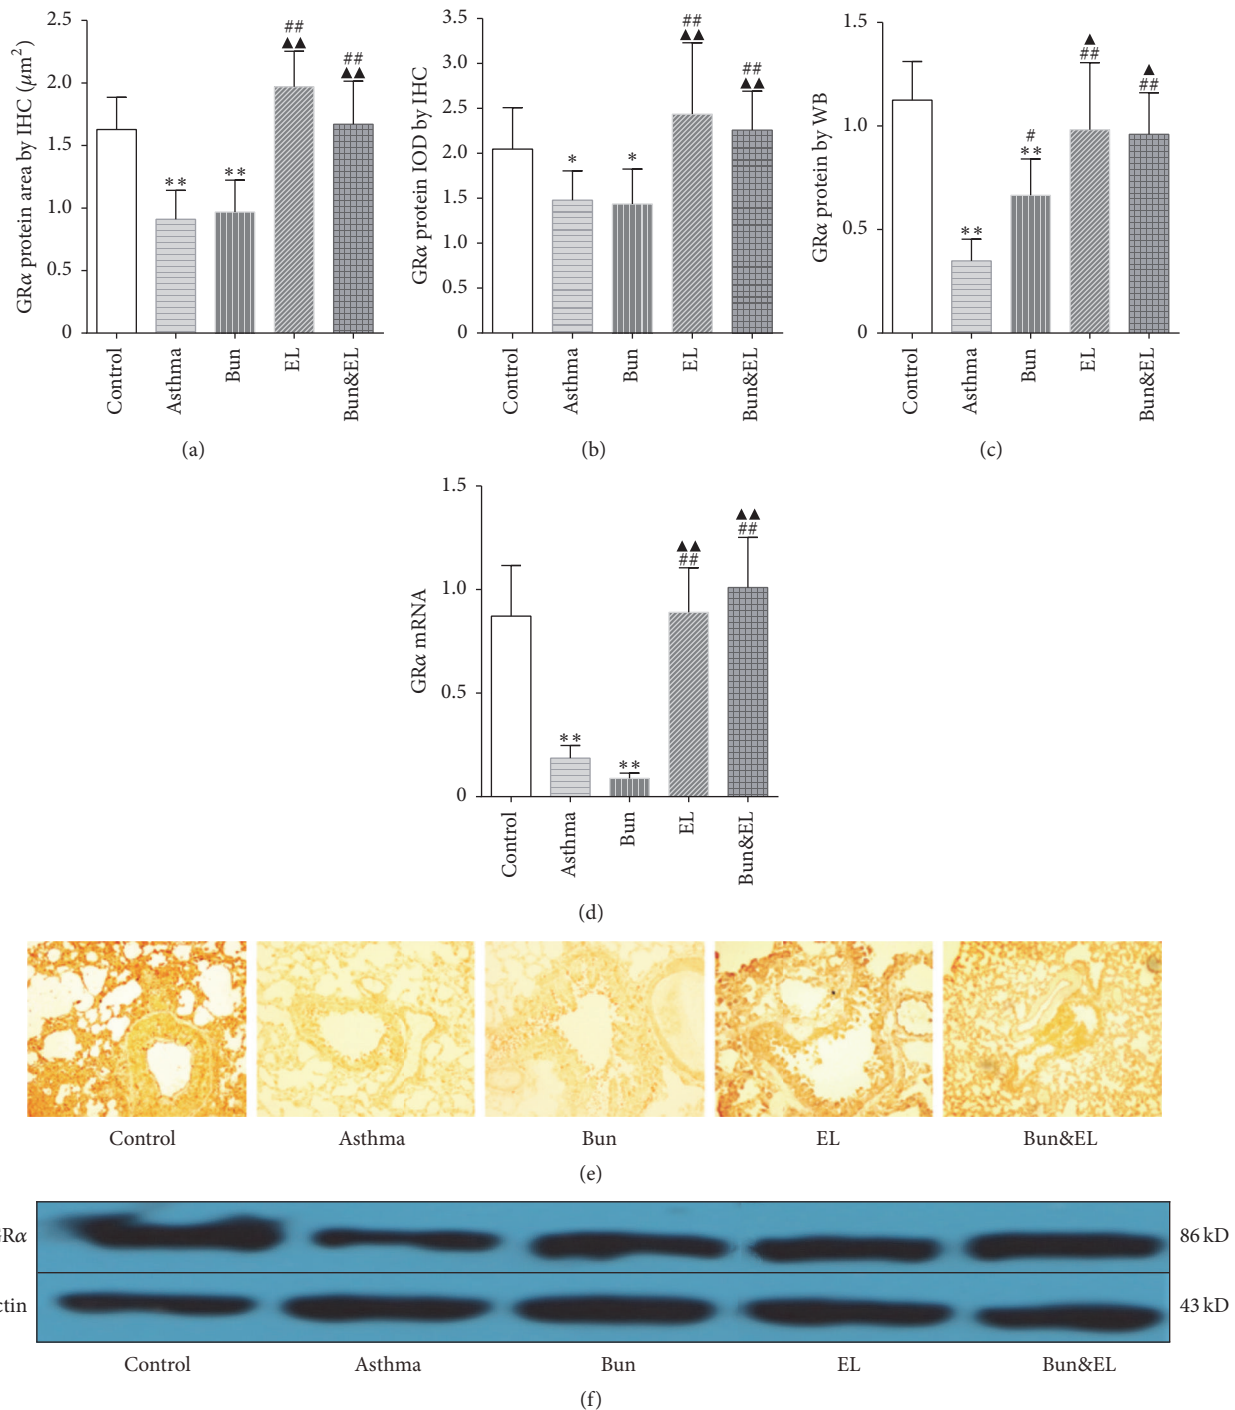 GRα protein area by IHC (μm²)
2.5
2.0
1.5
1.0
0.5
0
** ** ## ▲▲ ## ▲▲
Control Asthma Bun EL Bun&EL
(a)
GRα protein IOD by IHC
3.5
3.0
2.5
2.0
1.5
1.0
0.5
0.0
* * ## ▲▲ ## ▲▲
Control Asthma Bun EL Bun&EL
(b)
GRα protein by WB
1.5
1.0
0.5
0
** # ** ▲ ## ▲ ##
Control Asthma Bun EL Bun&EL
(c)
GRα mRNA
1.5
1.0
0.5
0
** ** ▲▲ ## ▲▲ ##
Control Asthma Bun EL Bun&EL
(d)
Control Asthma Bun EL Bun&EL
(e)
GRα 86 kD
ctin 43 kD
Control Asthma Bun EL Bun&EL
(f)